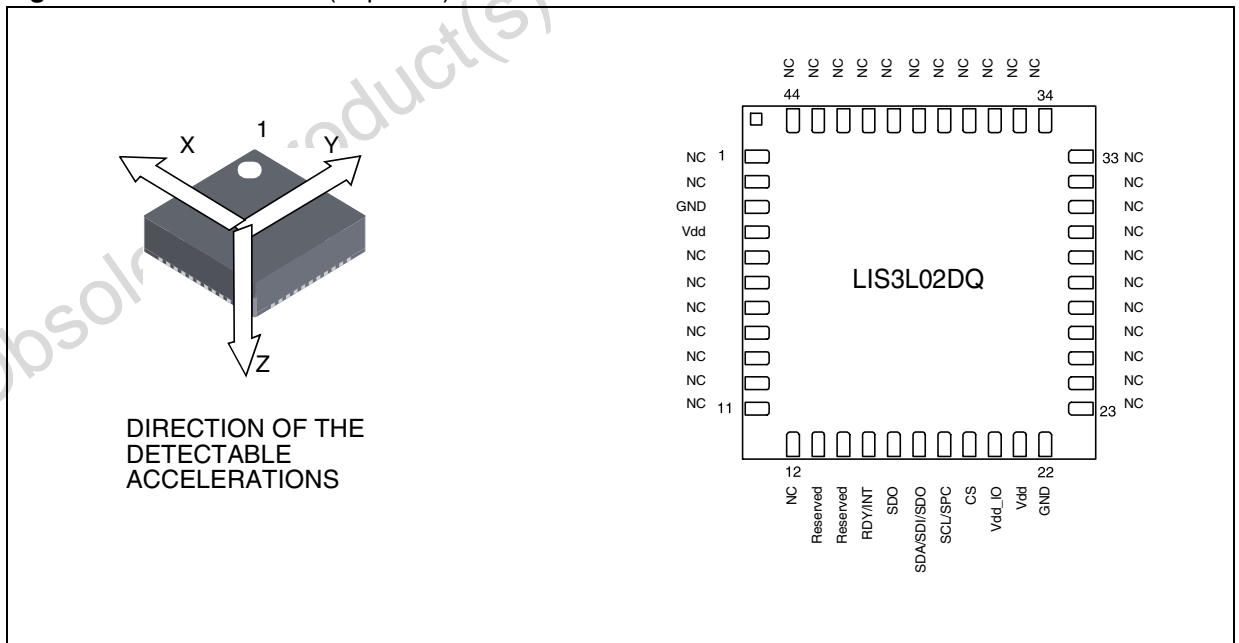 (
)
X
1
Y
Z
DIRECTION OF THE
DETECTABLE
ACCELERATIONS
NC NC NC NC NC NC NC NC NC NC NC
44 34
NC 1
NC
GND
Vdd
NC
NC
NC
NC
NC
NC
NC 11
LIS3L02DQ
33 NC
NC
NC
NC
NC
NC
NC
NC
NC
NC
23 NC
12 22
NC
Reserved
Reserved
RDY/INT
SDO
SDA/SDI/SDO
SCL/SPC
CS
Vdd_IO
Vdd
GND